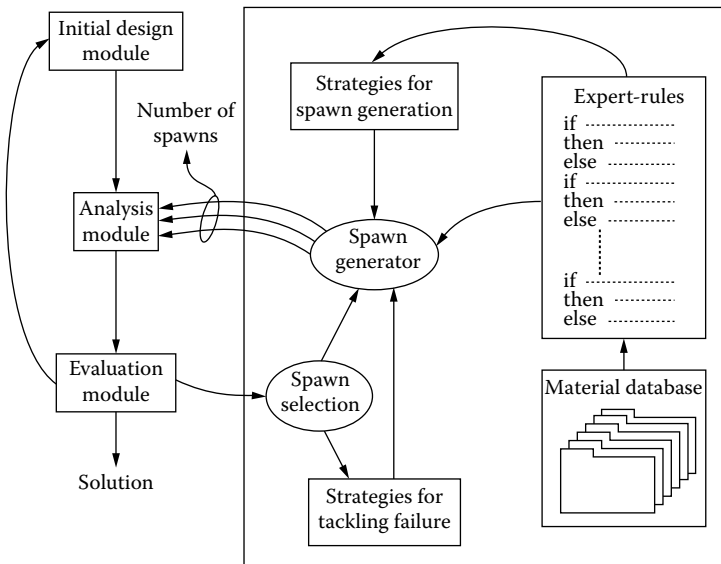 Initial design
module
Number of
spawns
Analysis
module
Evaluation
module
Solution
Strategies for
spawn generation
Spawn
generator
Spawn
selection
Strategies for
tackling failure
Expert-rules
if
then
else
if
then
else
if
then
else
Material database